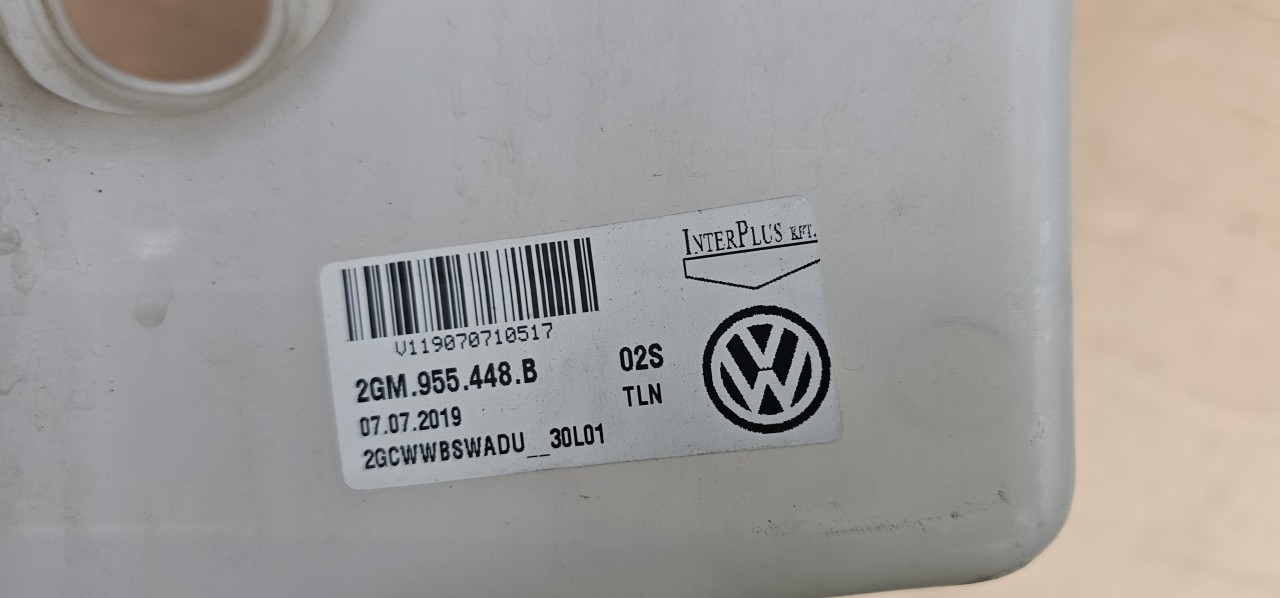 INTERPLUS KFT.
V119070710517
2GM.955.448.B
02S
07.07.2019
TLN
2GCWWBSWADU__30L01